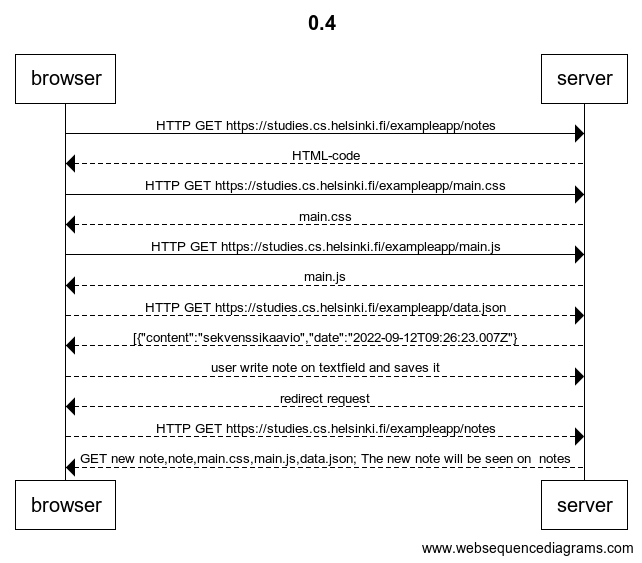 0.4
browser server
HTTP GET https://studies.cs.helsinki.fi/exampleapp/notes
HTML-code
HTTP GET https://studies.cs.helsinki.fi/exampleapp/main.css
main.css
HTTP GET https://studies.cs.helsinki.fi/exampleapp/main.js
main.js
HTTP GET https://studies.cs.helsinki.fi/exampleapp/data.json
[{"content":"sekvenssikaavio","date":"2022-09-12T09:26:23.007Z"}
user write note on textfield and saves it
redirect request
HTTP GET https://studies.cs.helsinki.fi/exampleapp/notes
GET new note,note,main.css,main.js,data.json; The new note will be seen on  notes
browser server
www.websequencediagrams.com